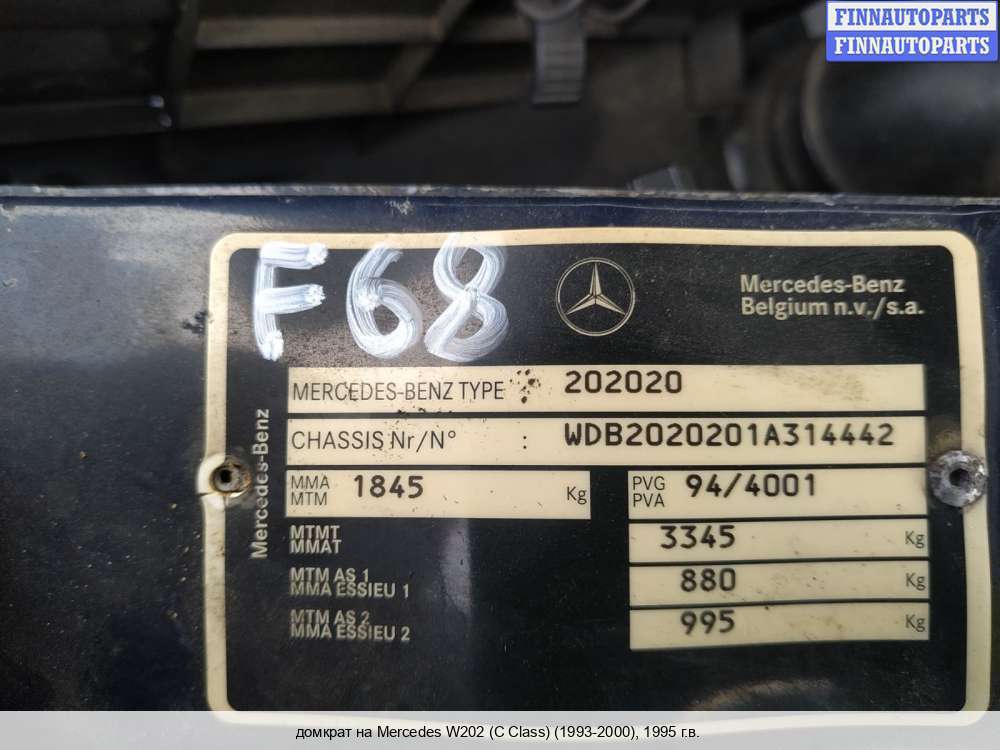 FINNAUTOPARTS
FINNAUTOPARTS
F68
Mercedes-Benz
Belgium n.v./s.a.
Mercedes-Benz
MERCEDES-BENZ TYPE : 202020
CHASSIS Nr/N° : WDB2020201A314442
MMA
MTM 1845 Kg
PVG
PVA 94/4001
MTMT
MMAT 3345 Kg
MTM AS 1
MMA ESSIEU 1 880 Kg
MTM AS 2
MMA ESSIEU 2 995 Kg
домкрат на Mercedes W202 (C Class) (1993-2000), 1995 г.в.